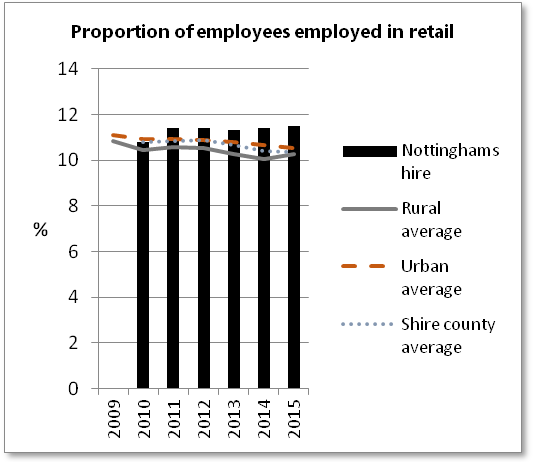 Proportion of employees employed in retail
14
12
10
8
6
4
2
0
%
2009
2010
2011
2012
2013
2014
2015
Nottinghams
hire
Rural
average
Urban
average
Shire county
average